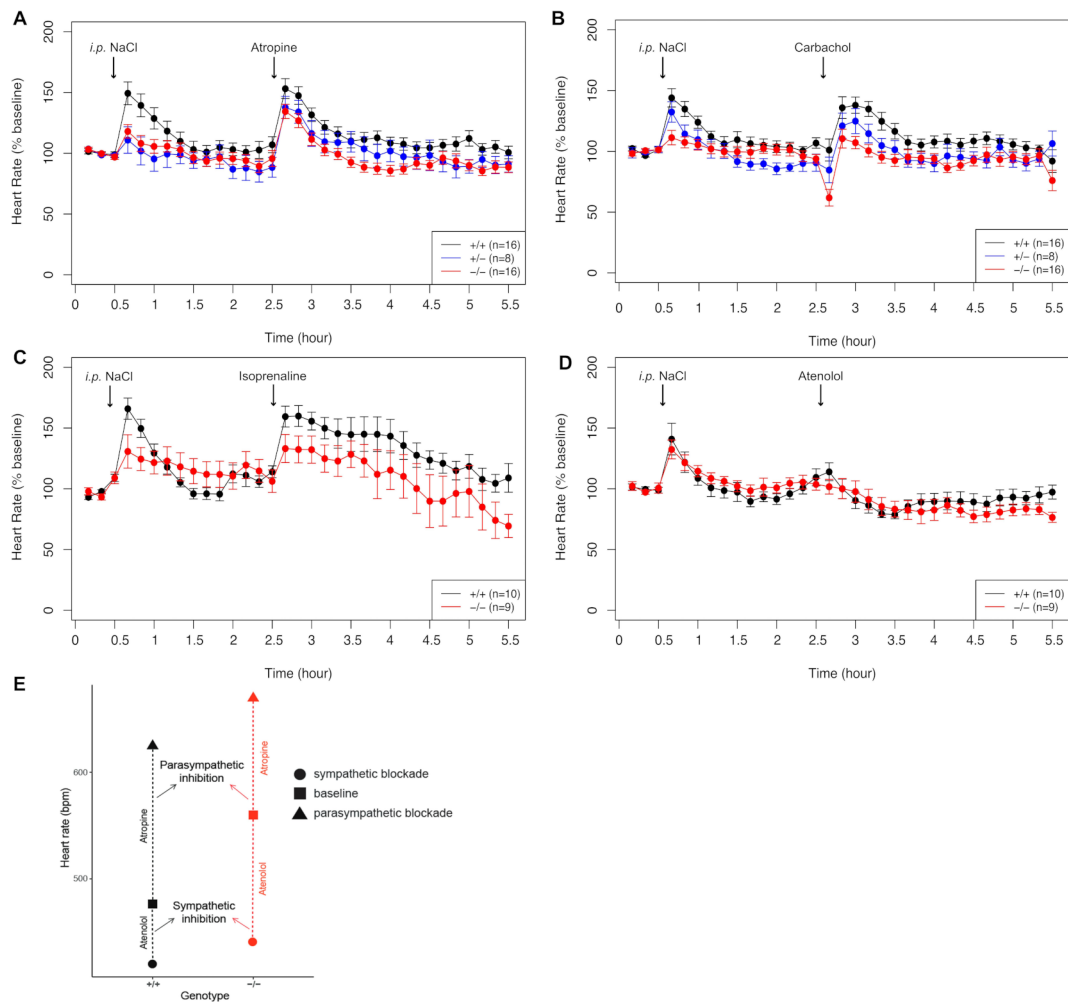 A
200
150
100
50
0
Heart Rate (% baseline)
i.p. NaCl
Atropine
+/+ (n=16)
+/− (n=8)
−/− (n=16)
0 0.5 1 1.5 2 2.5 3 3.5 4 4.5 5 5.5
Time (hour)
B
200
150
100
50
0
Heart Rate (% baseline)
i.p. NaCl
Carbachol
+/+ (n=16)
+/− (n=8)
−/− (n=16)
0 0.5 1 1.5 2 2.5 3 3.5 4 4.5 5 5.5
Time (hour)
C
200
150
100
50
0
Heart Rate (% baseline)
i.p. NaCl
Isoprenaline
+/+ (n=10)
−/− (n=9)
0 0.5 1 1.5 2 2.5 3 3.5 4 4.5 5 5.5
Time (hour)
D
200
150
100
50
0
Heart Rate (% baseline)
i.p. NaCl
Atenolol
+/+ (n=10)
−/− (n=9)
0 0.5 1 1.5 2 2.5 3 3.5 4 4.5 5 5.5
Time (hour)
E
600
500
Heart rate (bpm)
Parasympathetic
inhibition
Atropine
Atropine
Atenolol
Atenolol
Sympathetic
inhibition
sympathetic blockade
baseline
parasympathetic blockade
+/+ −/−
Genotype